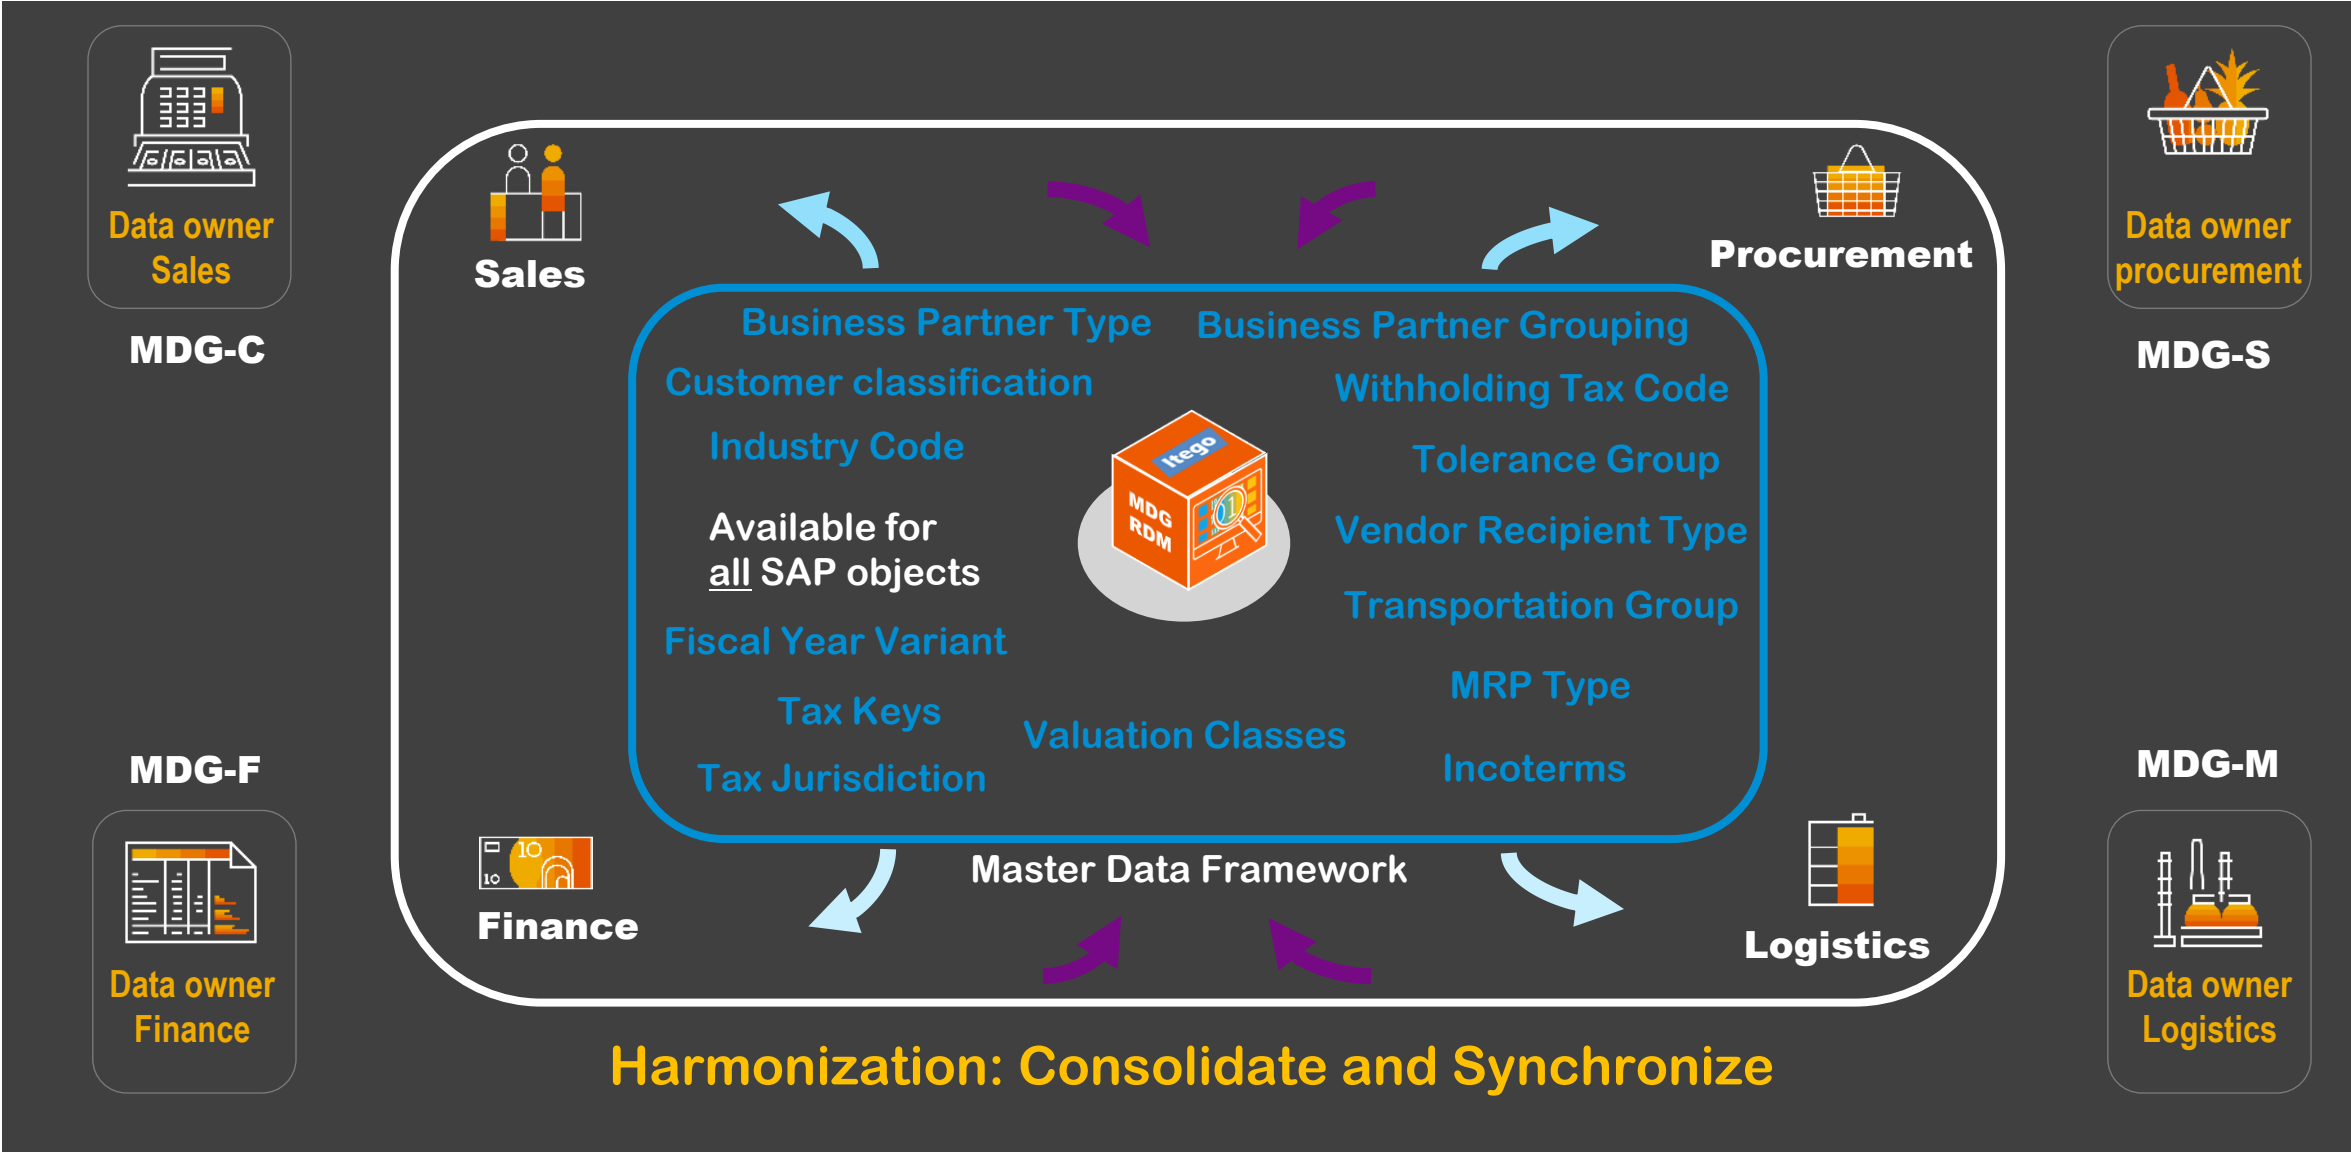 Data owner
Sales
MDG-C
Data owner
procurement
MDG-S
Sales
Procurement
Business Partner Type
Business Partner Grouping
Customer classification
Withholding Tax Code
Industry Code
Tolerance Group
Itego
MDG
RDM
1
Available for
all SAP objects
Vendor Recipient Type
Transportation Group
Fiscal Year Variant
MRP Type
Tax Keys
Valuation Classes
Tax Jurisdiction
Incoterms
MDG-F
MDG-M
Master Data Framework
10
10
Finance
Logistics
Data owner
Finance
Data owner
Logistics
Harmonization: Consolidate and Synchronize